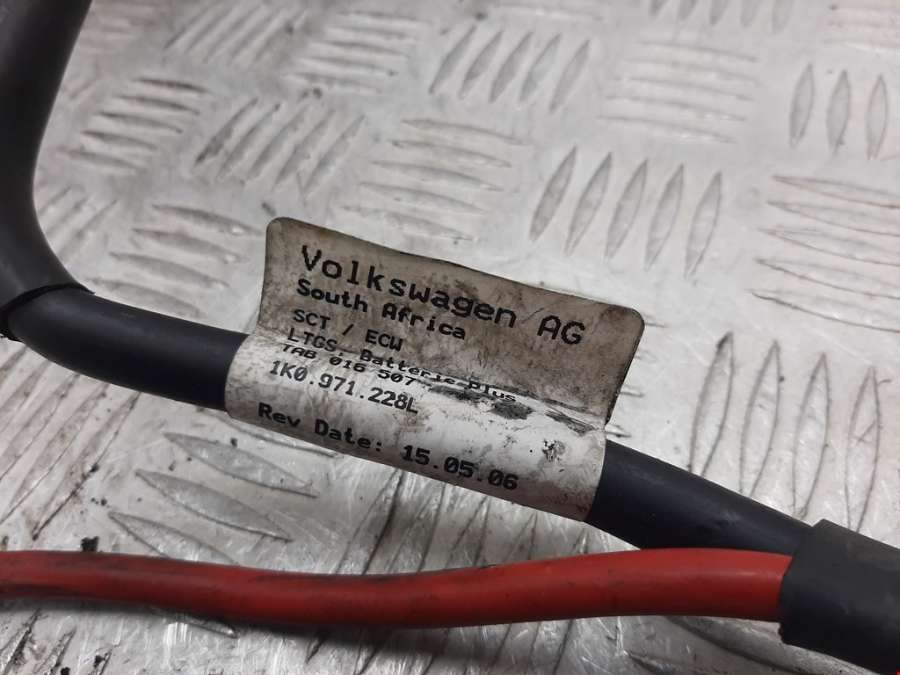 Volkswagen AG
South Africa
SCT / ECW
LTGS. Batterie-Plus
TAB 016 507
1K0.971.228L
Rev Date: 15.05.06